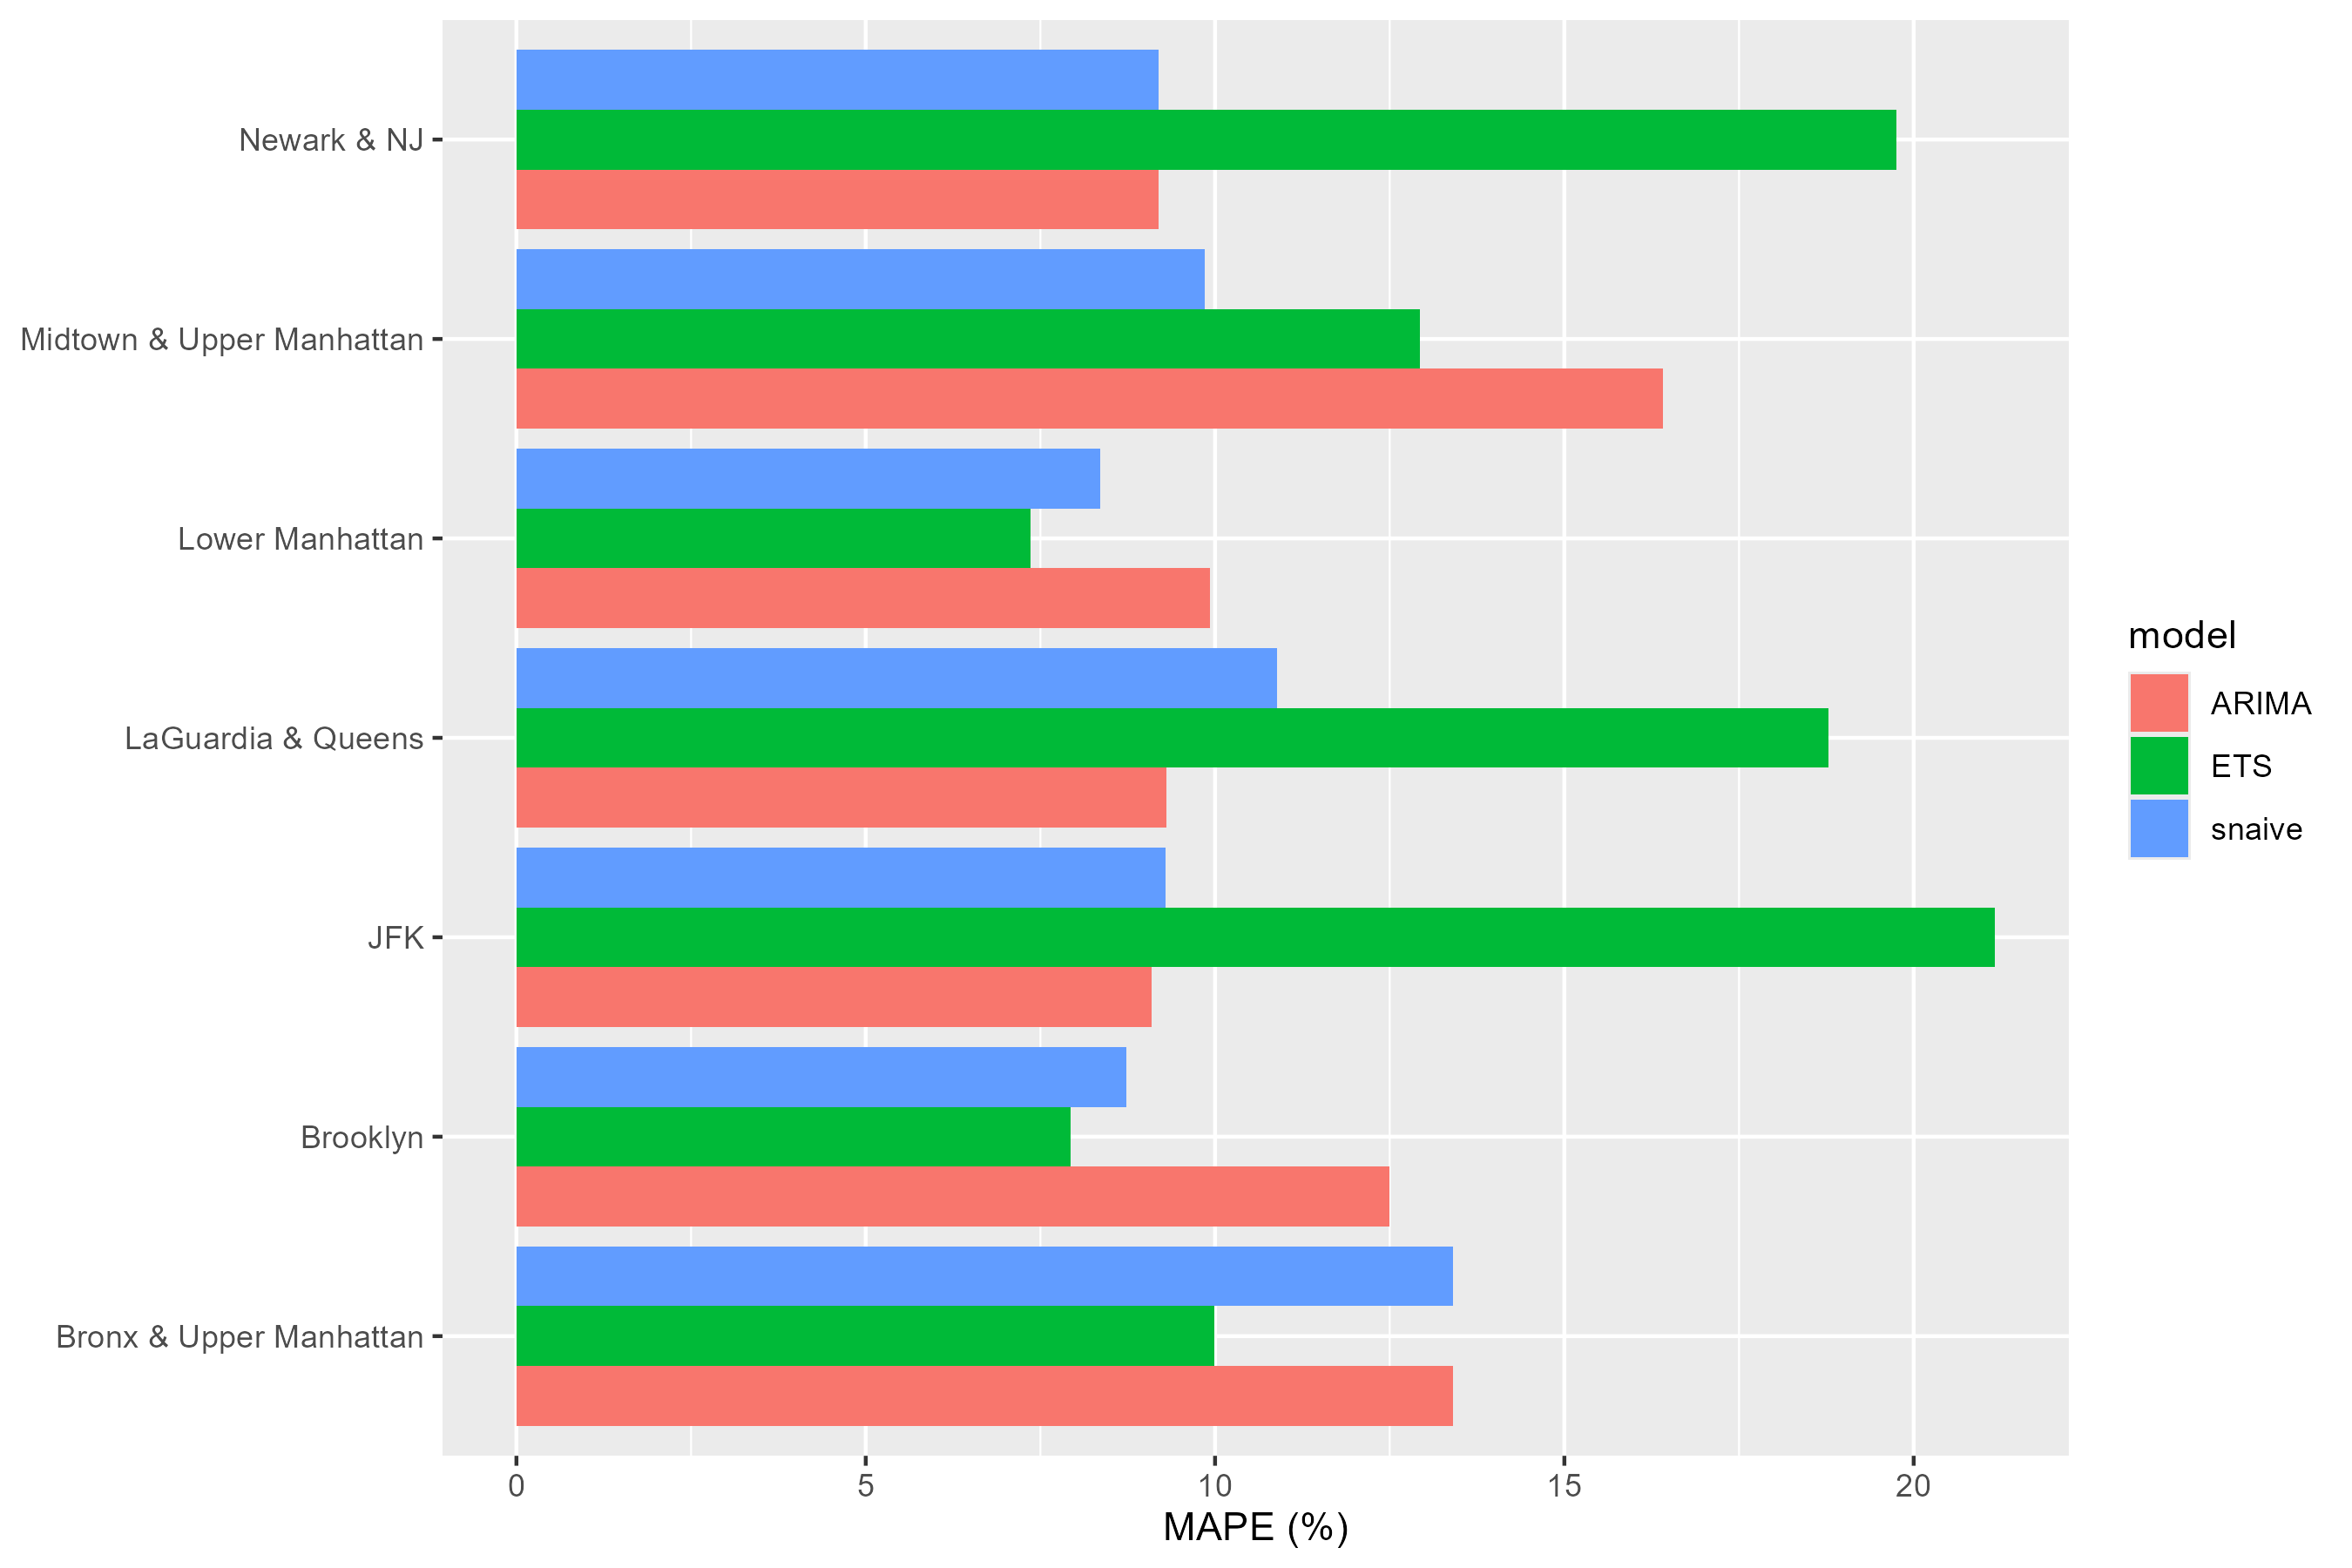 Newark & NJ
Midtown & Upper Manhattan
Lower Manhattan
LaGuardia & Queens
JFK
Brooklyn
Bronx & Upper Manhattan
0 5 10 15 20
MAPE (%)
model
ARIMA
ETS
snaive